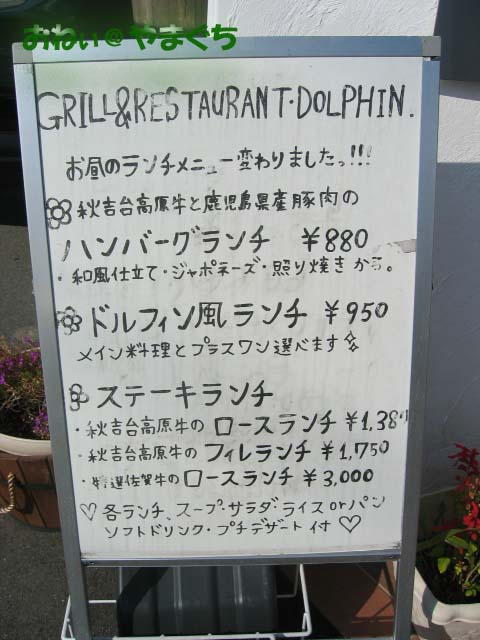 おねぃ@やまぐち
GRILL&RESTAURANT・DOLPHIN.
お昼のランチメニュー変わりましたっ!!!
秋吉台高原牛と鹿児島県産豚肉の
ハンバーグランチ ¥880
・和風仕立て・ジャポネーズ・照り焼きから。
ドルフィン風ランチ ¥950
メイン料理とプラスワン選べます☆
ステーキランチ
・秋吉台高原牛のロースランチ
・秋吉台高原牛のフィレランチ ¥1,750
・特選佐賀牛のロースランチ ¥3,000
♡各ランチ、スープ・サラダ・ライスorパン
ソフトドリンク・プチデザート付♡